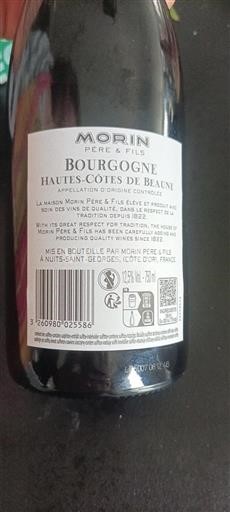 MORIN
PÈRE & FILS
BOURGOGNE
HAUTES-CÔTES DE BEAUNE
APPELLATION D'ORIGINE CONTRÔLÉE
LA MAISON MORIN PÈRE & FILS ÉLÈVE ET PRODUIT AVEC
SOIN DES VINS DE QUALITÉ, DANS LE RESPECT DE LA
TRADITION DEPUIS 1822.
WITH ITS GREAT RESPECT FOR TRADITION, THE HOUSE OF
MORIN PÈRE & FILS HAS BEEN CAREFULLY AGEING AND
PRODUCING QUALITY WINES SINCE 1822.
MIS EN BOUTEILLE PAR MORIN PÈRE & FILS
À NUITS-SAINT-GEORGES, (CÔTE D'OR), FRANCE
12,5% Vol. - 750 ml
3 260980 025586